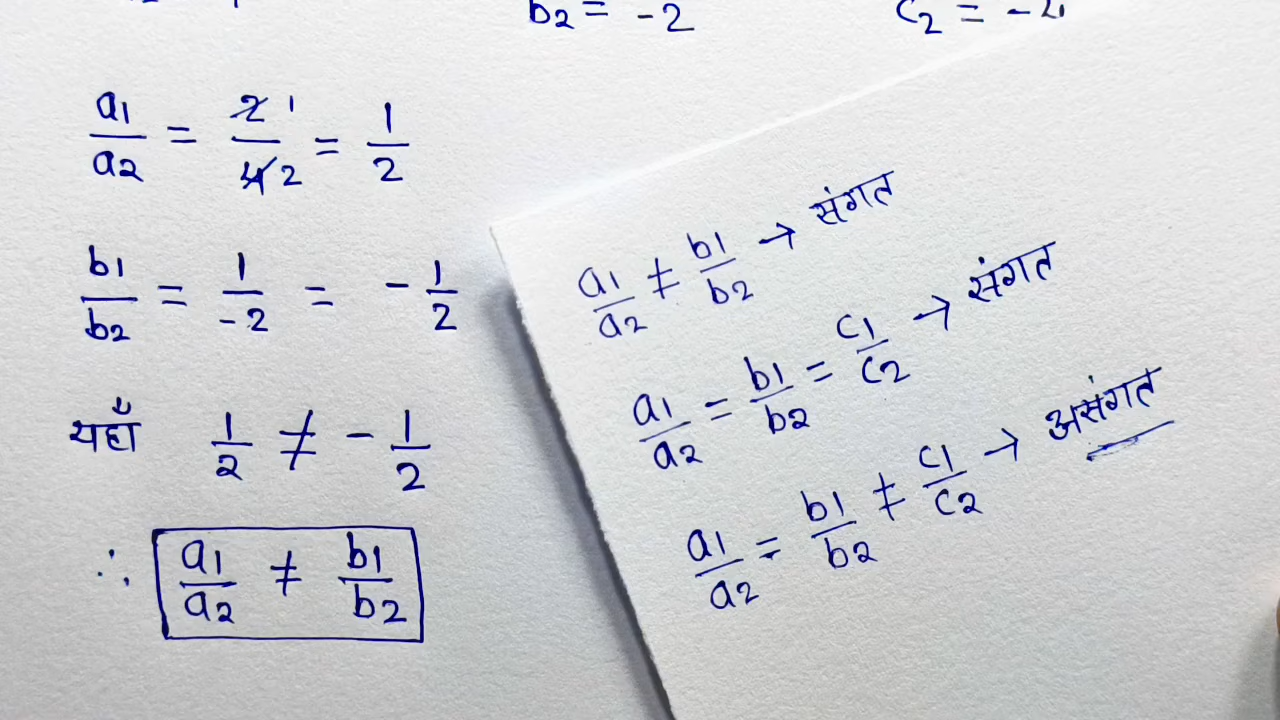 b2 = -2
c2 =
a1/a2 = 2 1/4 2 = 1/2
b1/b2 = 1/-2 = -1/2
यहाँ 1/2 ≠ -1/2
∴ a1/a2 ≠ b1/b2
a1/a2 ≠ b1/b2 → संगत
a1/a2 = b1/b2 = c1/c2 → संगत
a1/a2 = b1/b2 ≠ c1/c2 → असंगत